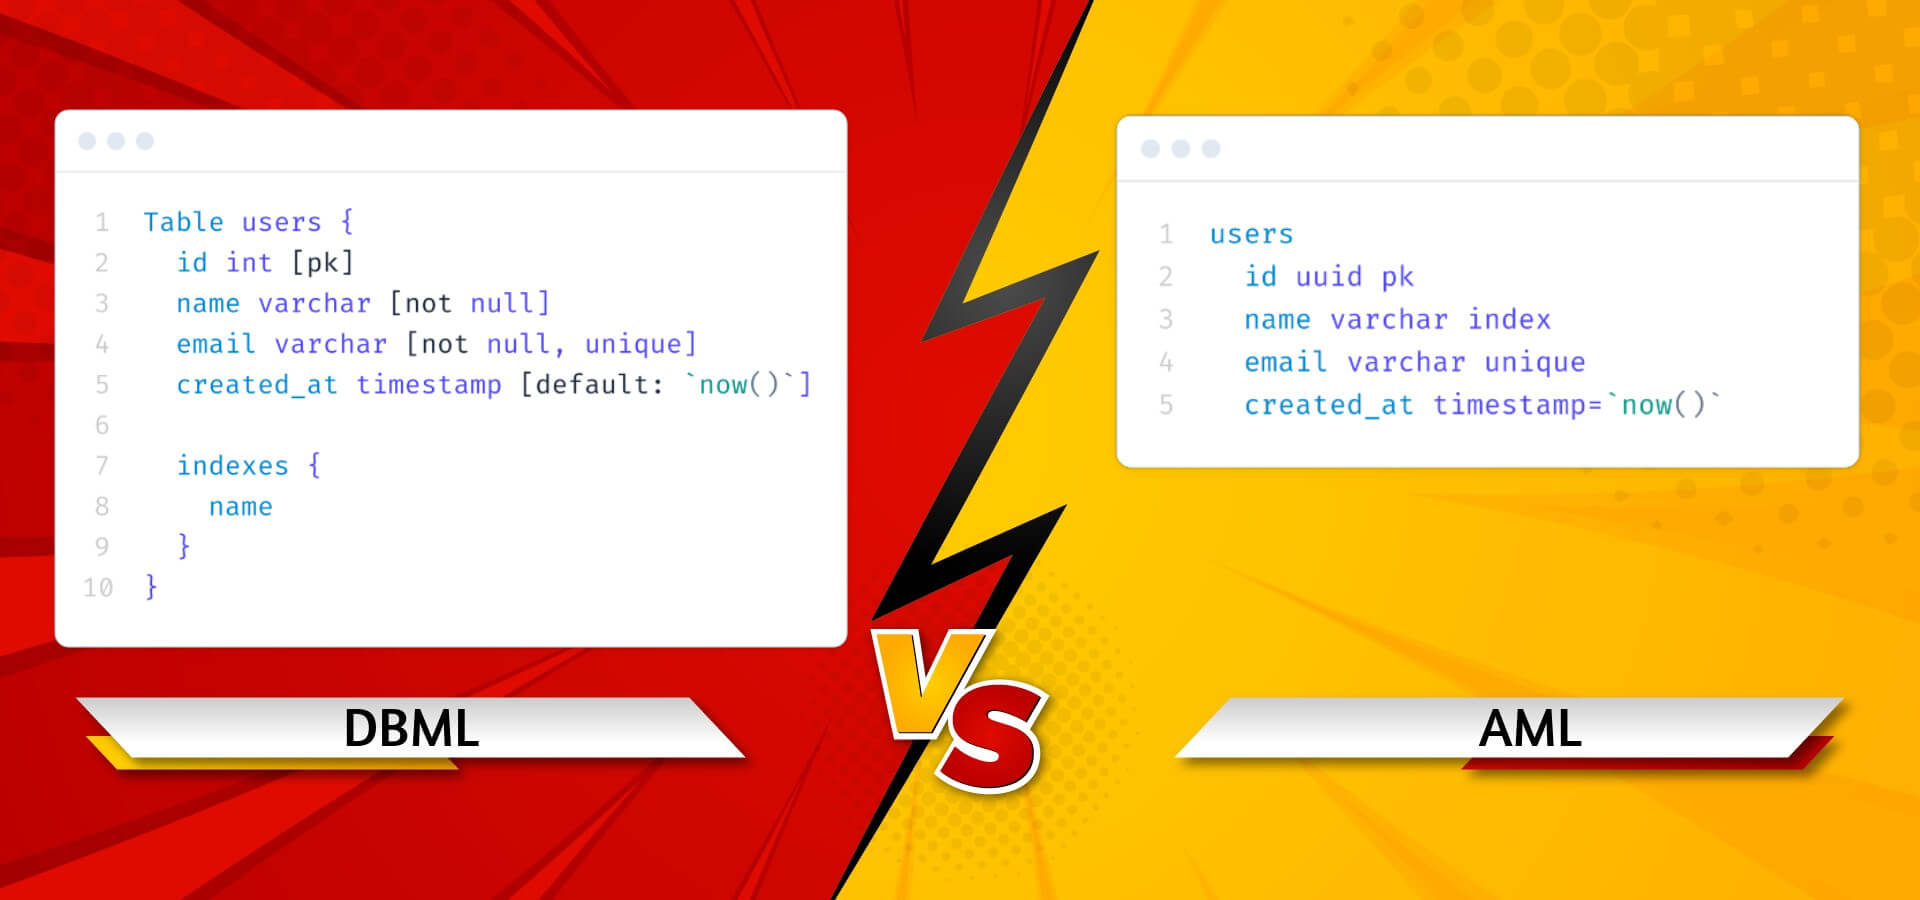 1 Table users {
2   id int [pk]
3   name varchar [not null]
4   email varchar [not null, unique]
5   created_at timestamp [default: `now()`]
6
7   indexes {
8     name
9   }
10 }
DBML
VS
1 users
2   id uuid pk
3   name varchar index
4   email varchar unique
5   created_at timestamp=`now()`
AML